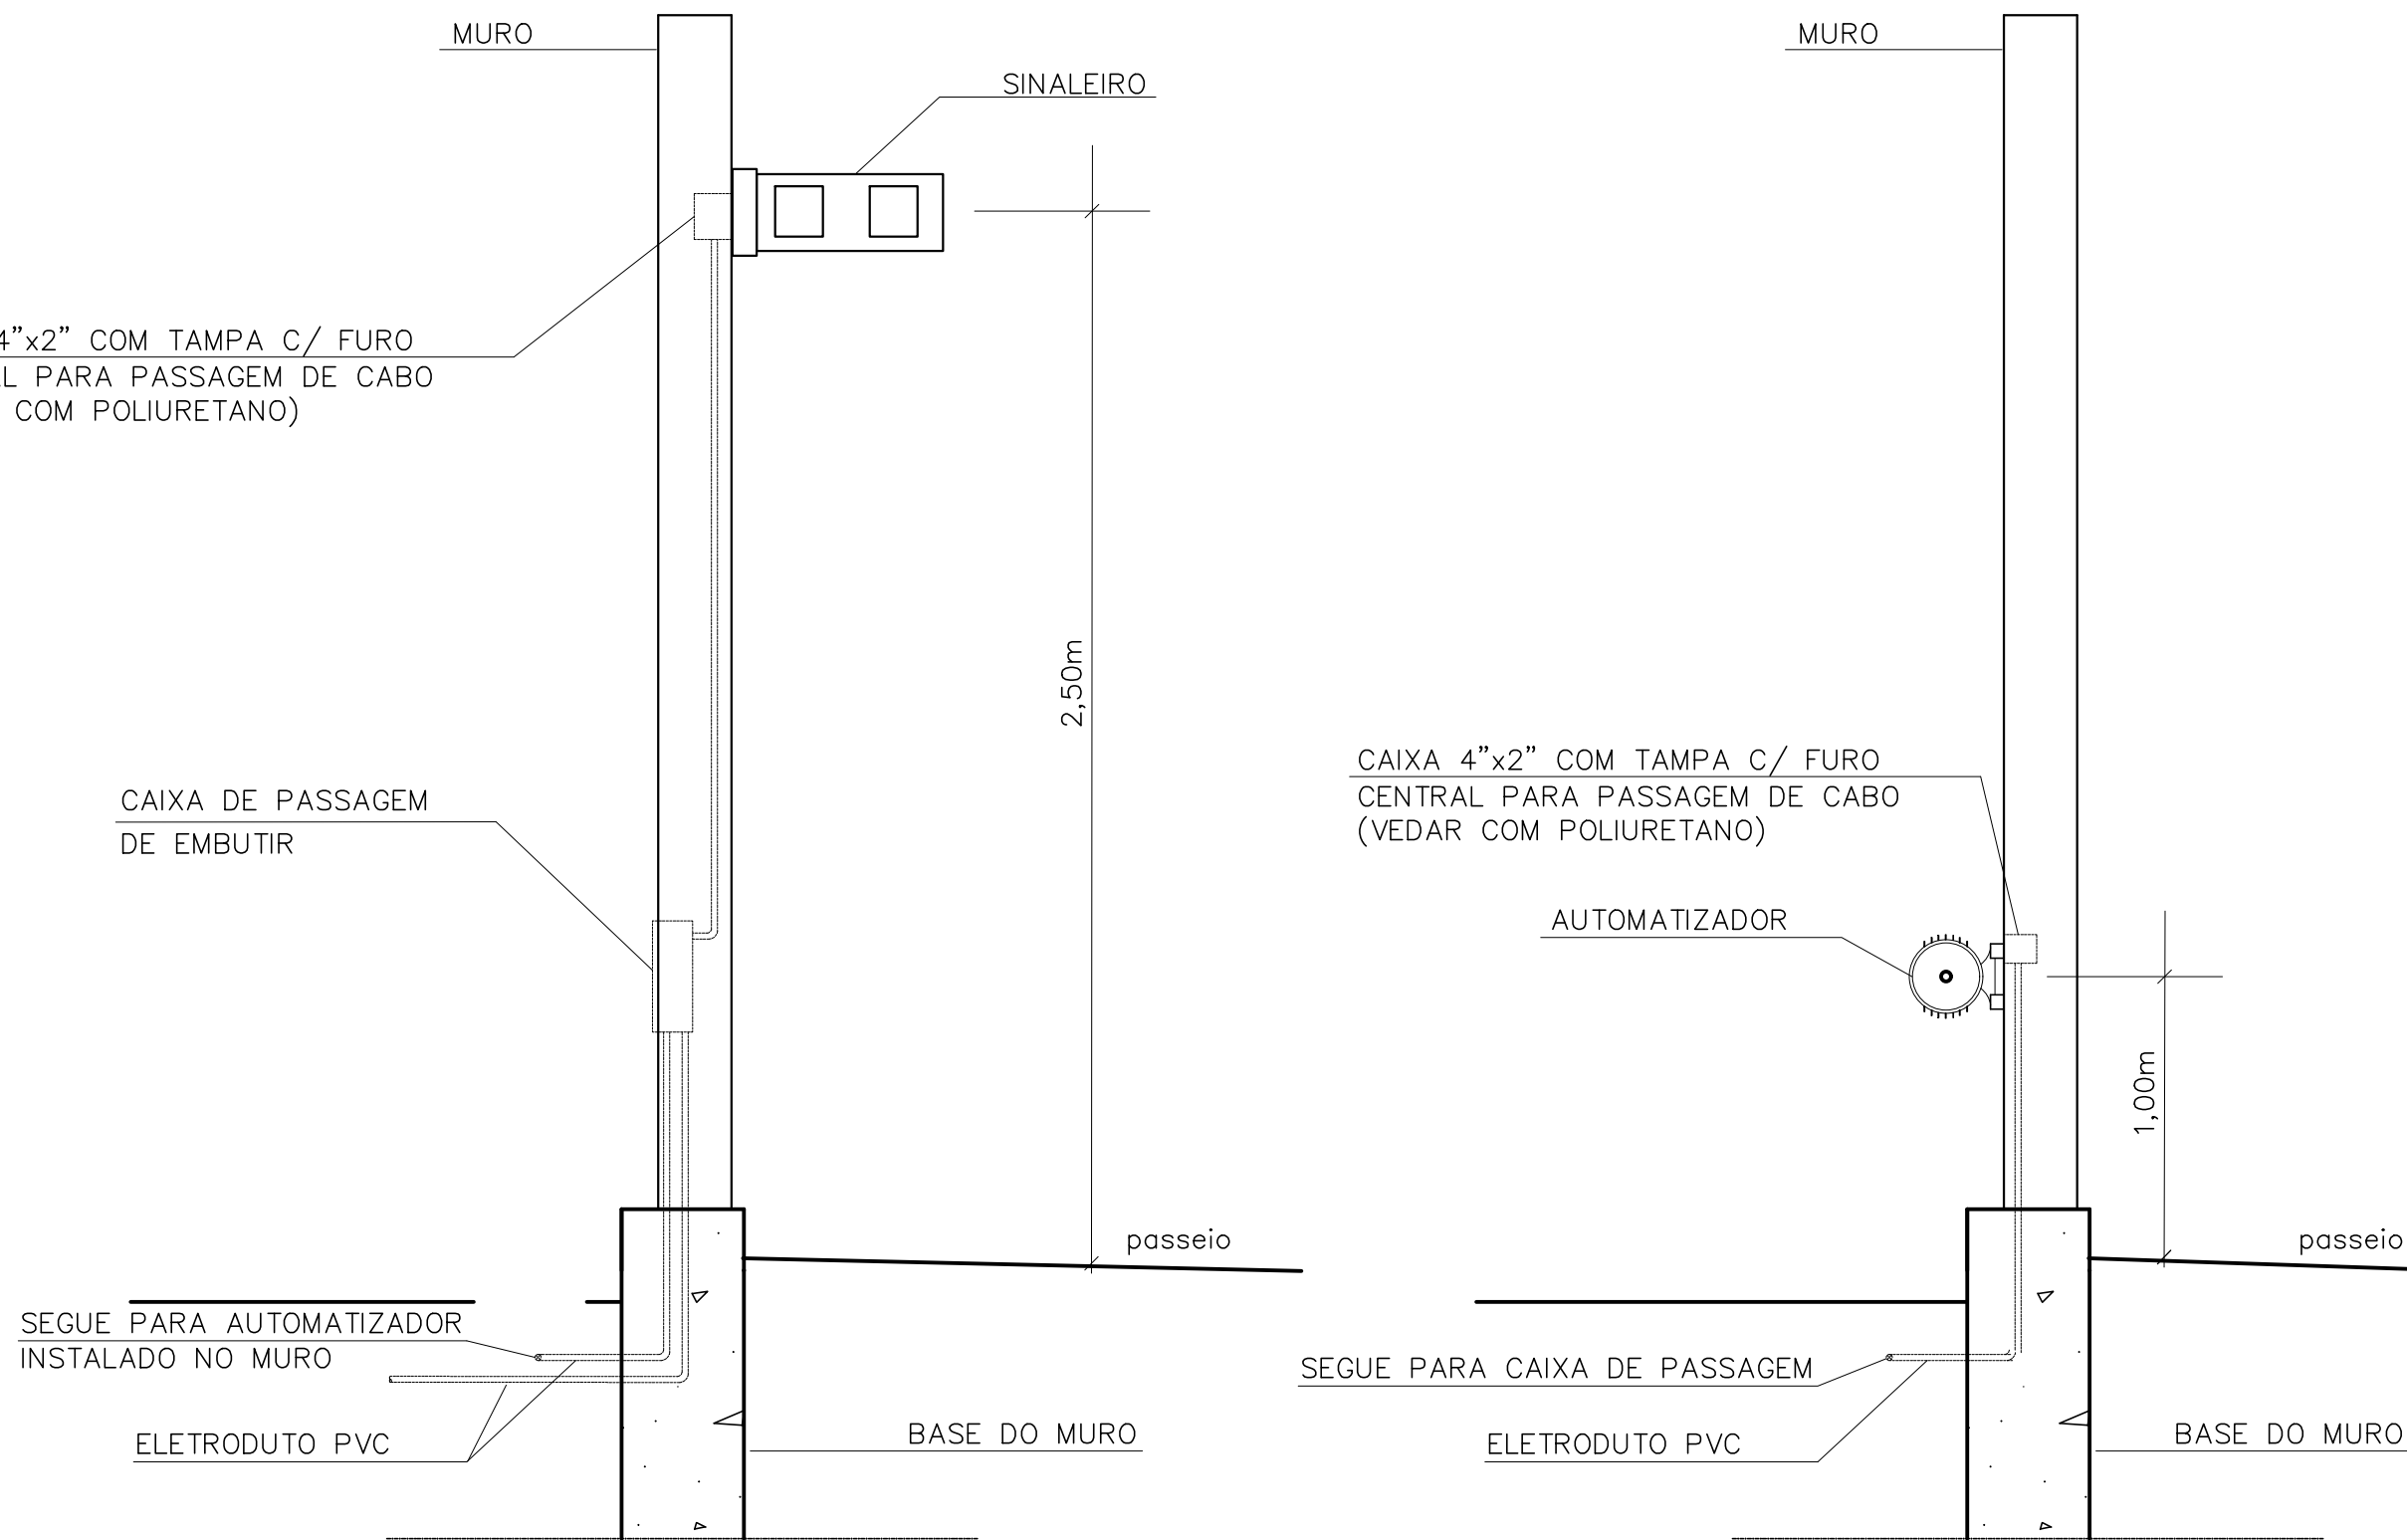 MURO
SINALEIRO
4"x2" COM TAMPA C/ FURO
L PARA PASSAGEM DE CABO
COM POLIURETANO)
2,50m
CAIXA DE PASSAGEM
DE EMBUTIR
passeio
SEGUE PARA AUTOMATIZADOR
INSTALADO NO MURO
ELETRODUTO PVC
BASE DO MURO
MURO
CAIXA 4"x2" COM TAMPA C/ FURO
CENTRAL PARA PASSAGEM DE CABO
(VEDAR COM POLIURETANO)
AUTOMATIZADOR
1,00m
passeio
SEGUE PARA CAIXA DE PASSAGEM
ELETRODUTO PVC
BASE DO MURO